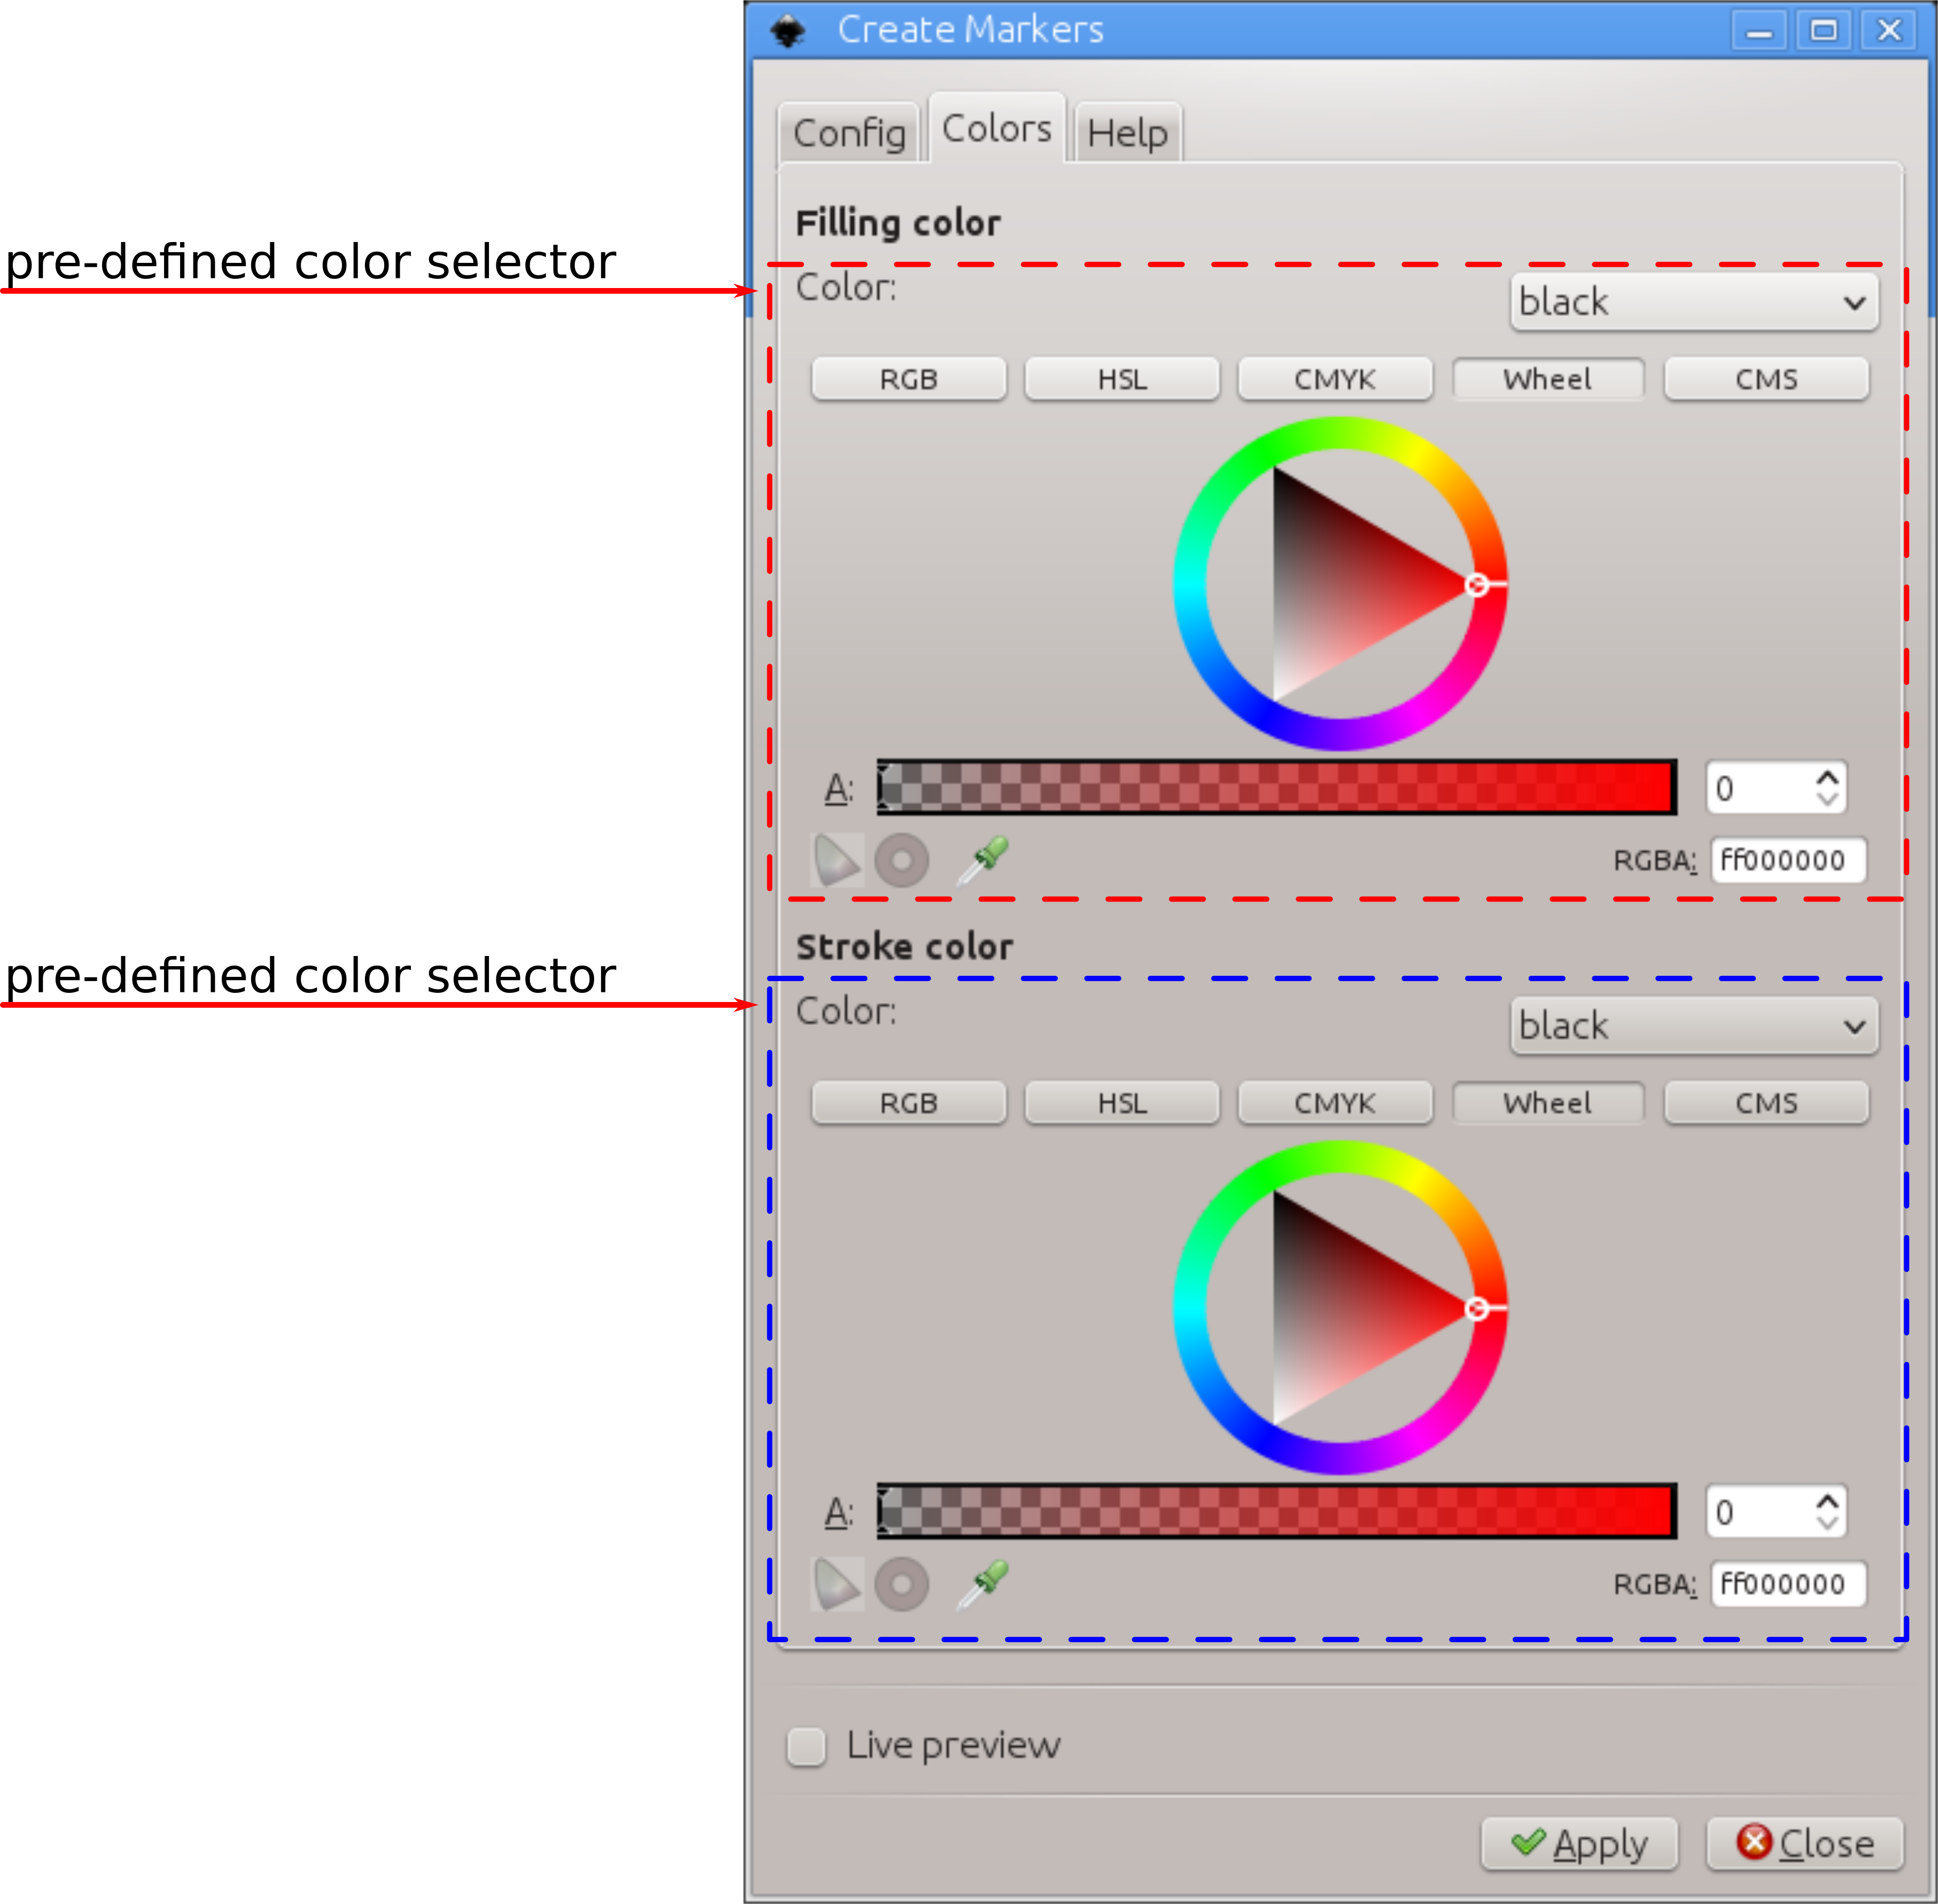 Create Markers
Config Colors Help
Filling color
pre-defined color selector
Color: black
RGB HSL CMYK Wheel CMS
A: 0
RGBA: ff000000
Stroke color
pre-defined color selector
Color: black
RGB HSL CMYK Wheel CMS
A: 0
RGBA: ff000000
Live preview
Apply Close